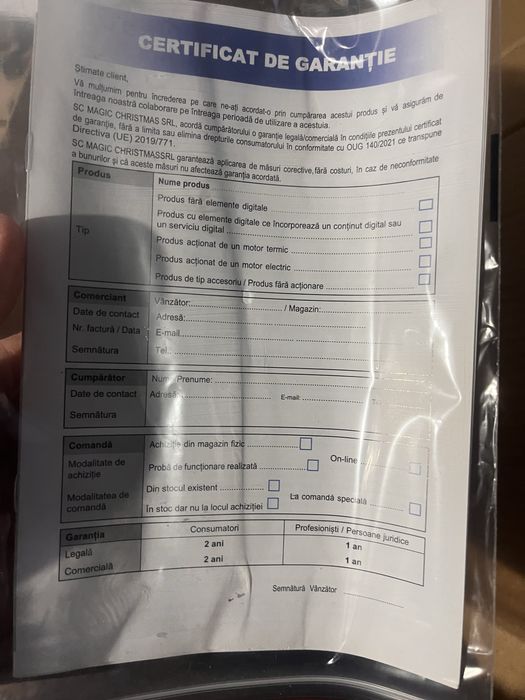 CERTIFICAT DE GARANȚIE
Stimate client,
Vă mulțumim pentru încrederea pe care ne-ați acordat-o prin cumpărarea acestui produs și vă asigurăm de
întreaga noastră colaborare pe întreaga perioadă de utilizare a acestuia.
SC MAGIC CHRISTMAS SRL, acordă cumpărătorului o garanție legală/comercială în condițiile prezentului certificat
de garanție, fără a limita sau elimina drepturile consumatorului în conformitate cu OUG 140/2021 ce transpune
Directiva (UE) 2019/771.
SC MAGIC CHRISTMASSRL garantează aplicarea de măsuri corective,fără costuri, în caz de neconformitate
a bunurilor și că aceste măsuri nu afectează garanția acordată.
Produs
Nume produs
Tip
Produs fără elemente digitale
Produs cu elemente digitale ce încorporează un conținut digital sau
un serviciu digital
Produs acționat de un motor termic
Produs acționat de un motor electric
Produs de tip accesoriu / Produs fără acționare
Comerciant
Vânzător: / Magazin:
Date de contact
Adresă:
Nr. factură / Data
E-mail
Semnătura
Tel.:
Cumpărător
Nume/Prenume:
Date de contact
Adresă: E-mail:
Semnătura
Comandă
Achiziție din magazin fizic
On-line
Modalitate de
achiziție
Probă de funcționare realizată
Modalitatea de
comandă
Din stocul existent
La comandă specială
În stoc dar nu la locul achiziției
Garanția Consumatori Profesioniști / Persoane juridice
Legală 2 ani 1 an
Comercială 2 ani 1 an
Semnătură Vânzător